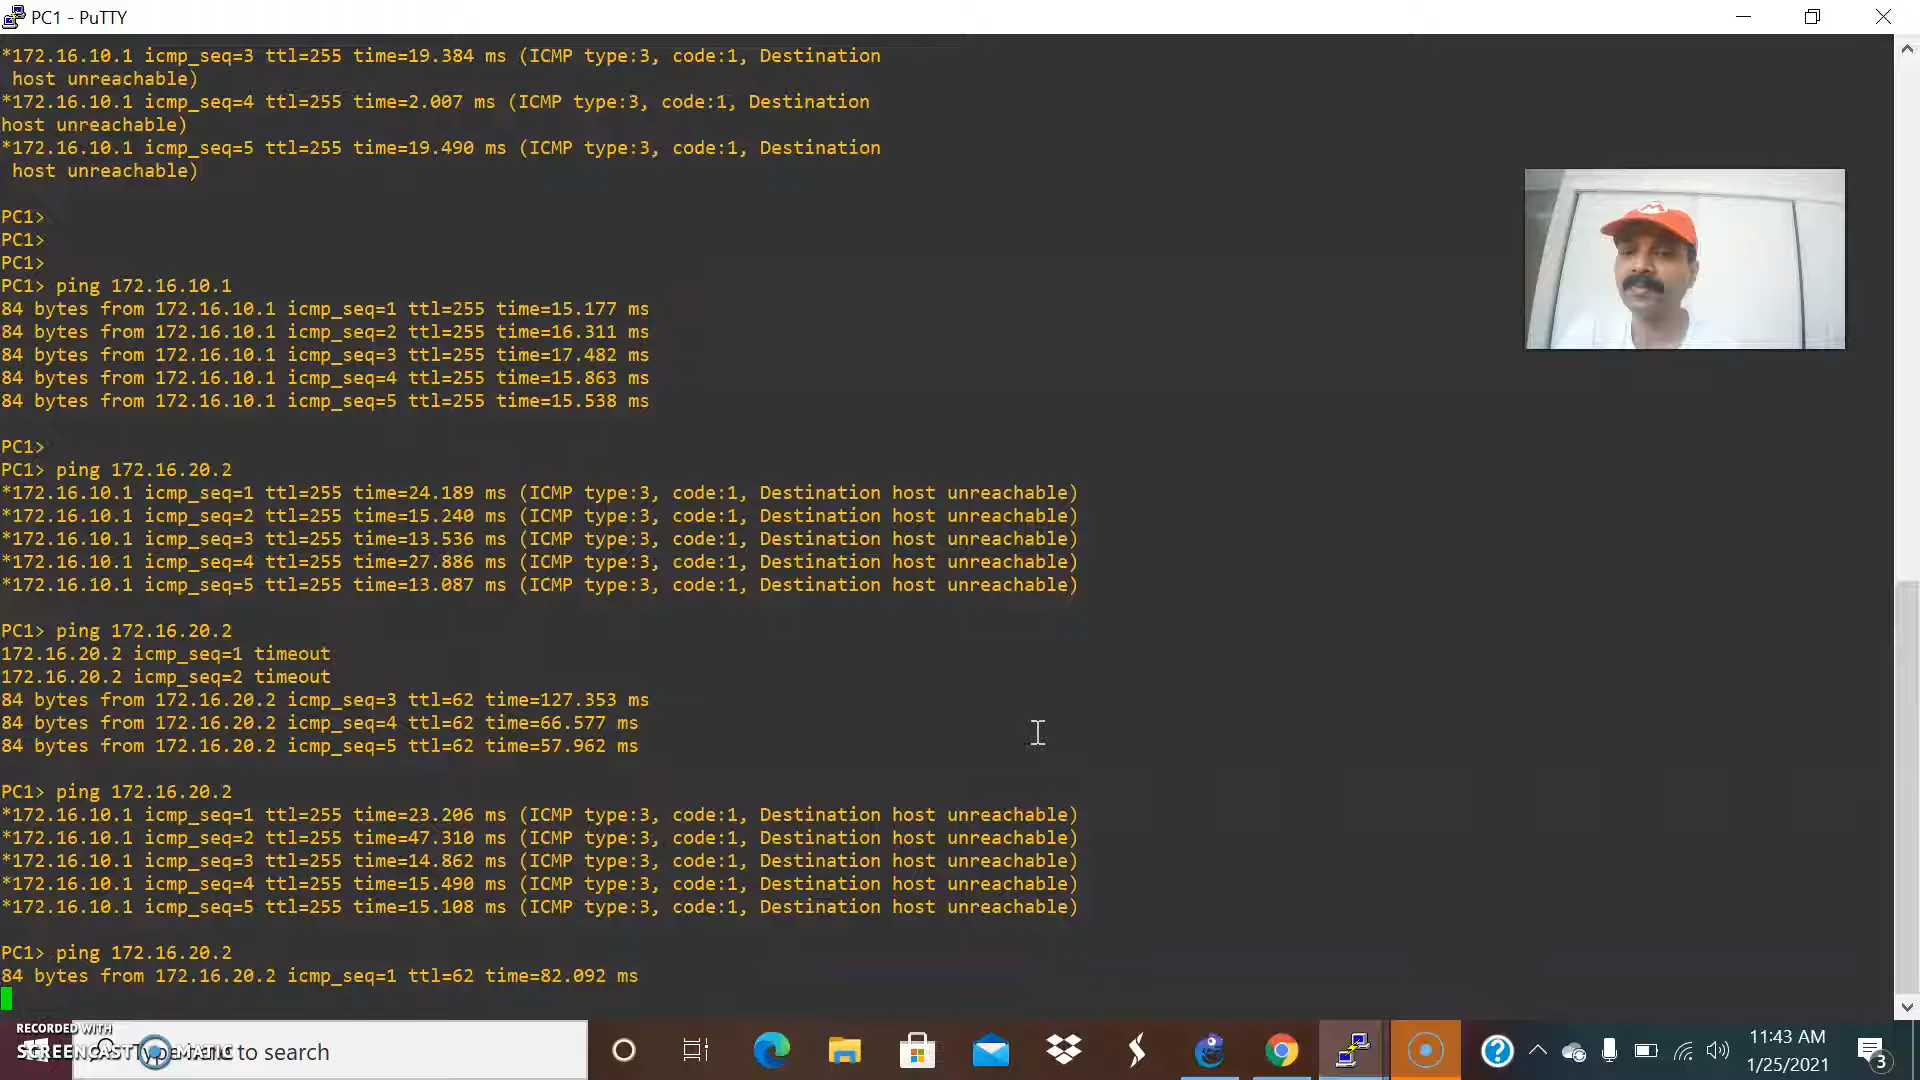 PC1 - PuTTY
*172.16.10.1 icmp_seq=3 ttl=255 time=19.384 ms (ICMP type:3, code:1, Destination
host unreachable)
*172.16.10.1 icmp_seq=4 ttl=255 time=2.007 ms (ICMP type:3, code:1, Destination
host unreachable)
*172.16.10.1 icmp_seq=5 ttl=255 time=19.490 ms (ICMP type:3, code:1, Destination
host unreachable)
PC1>
PC1>
PC1>
PC1> ping 172.16.10.1
84 bytes from 172.16.10.1 icmp_seq=1 ttl=255 time=15.177 ms
84 bytes from 172.16.10.1 icmp_seq=2 ttl=255 time=16.311 ms
84 bytes from 172.16.10.1 icmp_seq=3 ttl=255 time=17.482 ms
84 bytes from 172.16.10.1 icmp_seq=4 ttl=255 time=15.863 ms
84 bytes from 172.16.10.1 icmp_seq=5 ttl=255 time=15.538 ms
PC1>
PC1> ping 172.16.20.2
*172.16.10.1 icmp_seq=1 ttl=255 time=24.189 ms (ICMP type:3, code:1, Destination host unreachable)
*172.16.10.1 icmp_seq=2 ttl=255 time=15.240 ms (ICMP type:3, code:1, Destination host unreachable)
*172.16.10.1 icmp_seq=3 ttl=255 time=13.536 ms (ICMP type:3, code:1, Destination host unreachable)
*172.16.10.1 icmp_seq=4 ttl=255 time=27.886 ms (ICMP type:3, code:1, Destination host unreachable)
*172.16.10.1 icmp_seq=5 ttl=255 time=13.087 ms (ICMP type:3, code:1, Destination host unreachable)
PC1> ping 172.16.20.2
172.16.20.2 icmp_seq=1 timeout
172.16.20.2 icmp_seq=2 timeout
84 bytes from 172.16.20.2 icmp_seq=3 ttl=62 time=127.353 ms
84 bytes from 172.16.20.2 icmp_seq=4 ttl=62 time=66.577 ms
84 bytes from 172.16.20.2 icmp_seq=5 ttl=62 time=57.962 ms
PC1> ping 172.16.20.2
*172.16.10.1 icmp_seq=1 ttl=255 time=23.206 ms (ICMP type:3, code:1, Destination host unreachable)
*172.16.10.1 icmp_seq=2 ttl=255 time=47.310 ms (ICMP type:3, code:1, Destination host unreachable)
*172.16.10.1 icmp_seq=3 ttl=255 time=14.862 ms (ICMP type:3, code:1, Destination host unreachable)
*172.16.10.1 icmp_seq=4 ttl=255 time=15.490 ms (ICMP type:3, code:1, Destination host unreachable)
*172.16.10.1 icmp_seq=5 ttl=255 time=15.108 ms (ICMP type:3, code:1, Destination host unreachable)
PC1> ping 172.16.20.2
84 bytes from 172.16.20.2 icmp_seq=1 ttl=62 time=82.092 ms
RECORDED WITH
SCREENCAST MATIC
to search
11:43 AM
1/25/2021
3